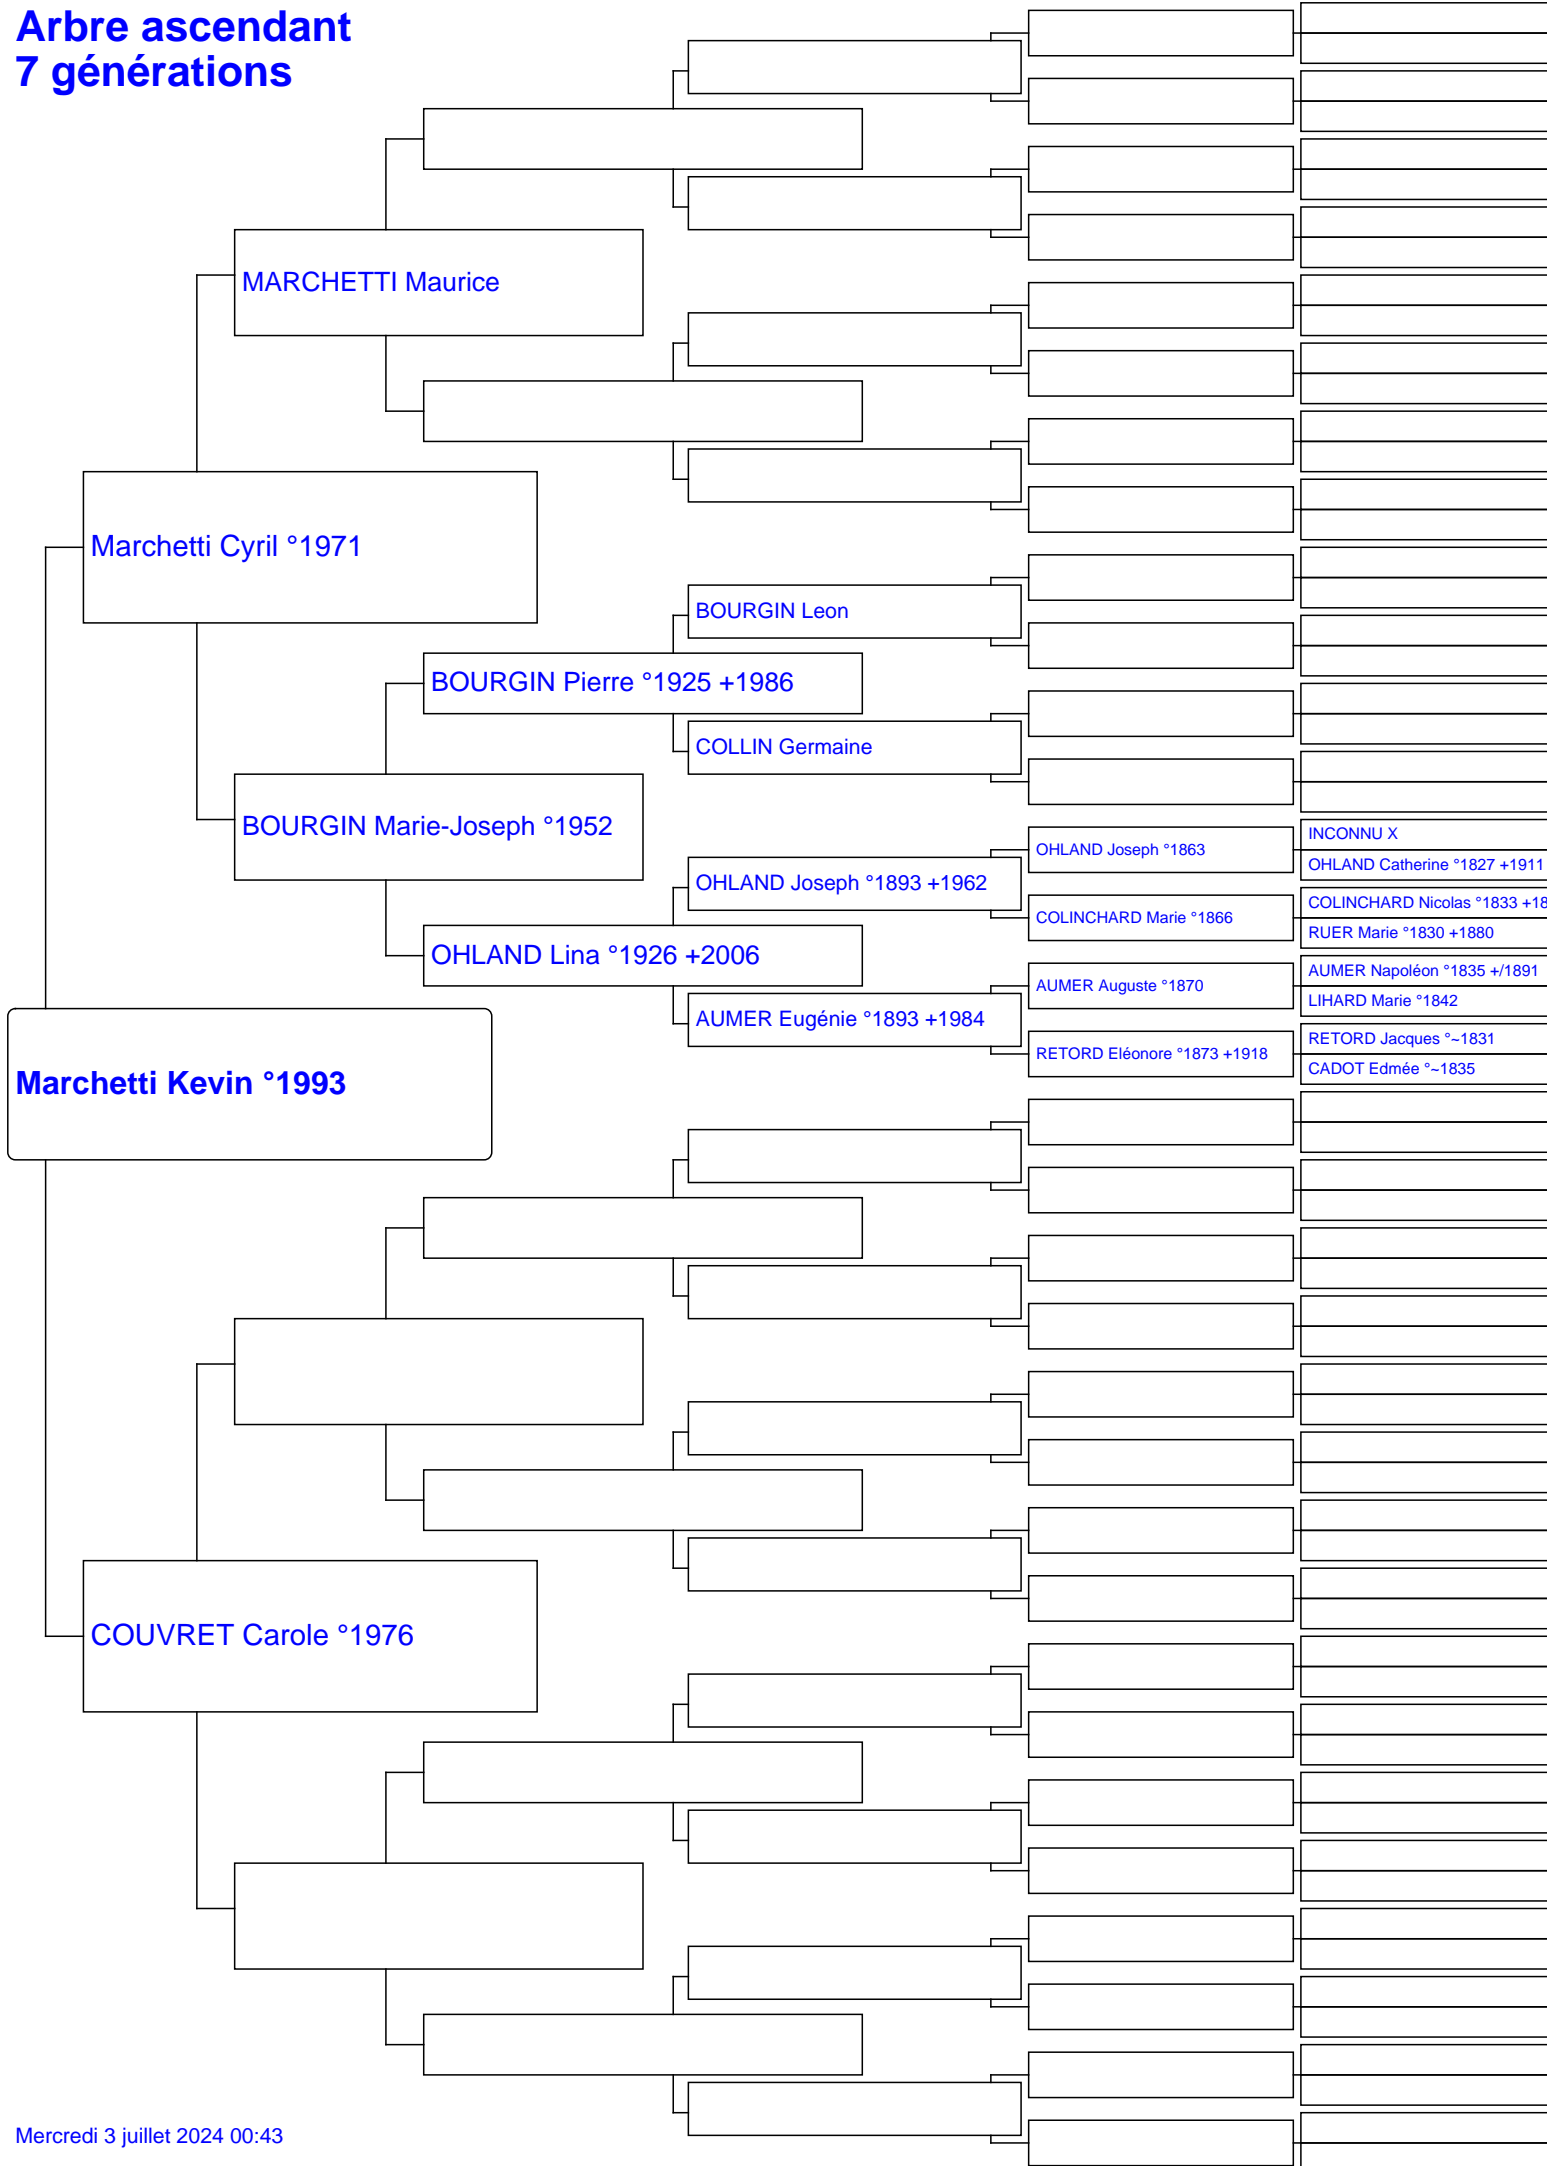 Arbre ascendant
7 générations
MARCHETTI Maurice
Marchetti Cyril °1971
BOURGIN Leon
BOURGIN Pierre °1925 +1986
COLLIN Germaine
BOURGIN Marie-Joseph °1952
INCONNU X
OHLAND Joseph °1863
OHLAND Catherine °1827 +1911
OHLAND Joseph °1893 +1962
COLINCHARD Nicolas °1833 +18
COLINCHARD Marie °1866
RUER Marie °1830 +1880
OHLAND Lina °1926 +2006
AUMER Napoléon °1835 +/1891
AUMER Auguste °1870
LIHARD Marie °1842
AUMER Eugénie °1893 +1984
RETORD Jacques °~1831
RETORD Eléonore °1873 +1918
CADOT Edmée °~1835
Marchetti Kevin °1993
COUVRET Carole °1976
Mercredi 3 juillet 2024 00:43